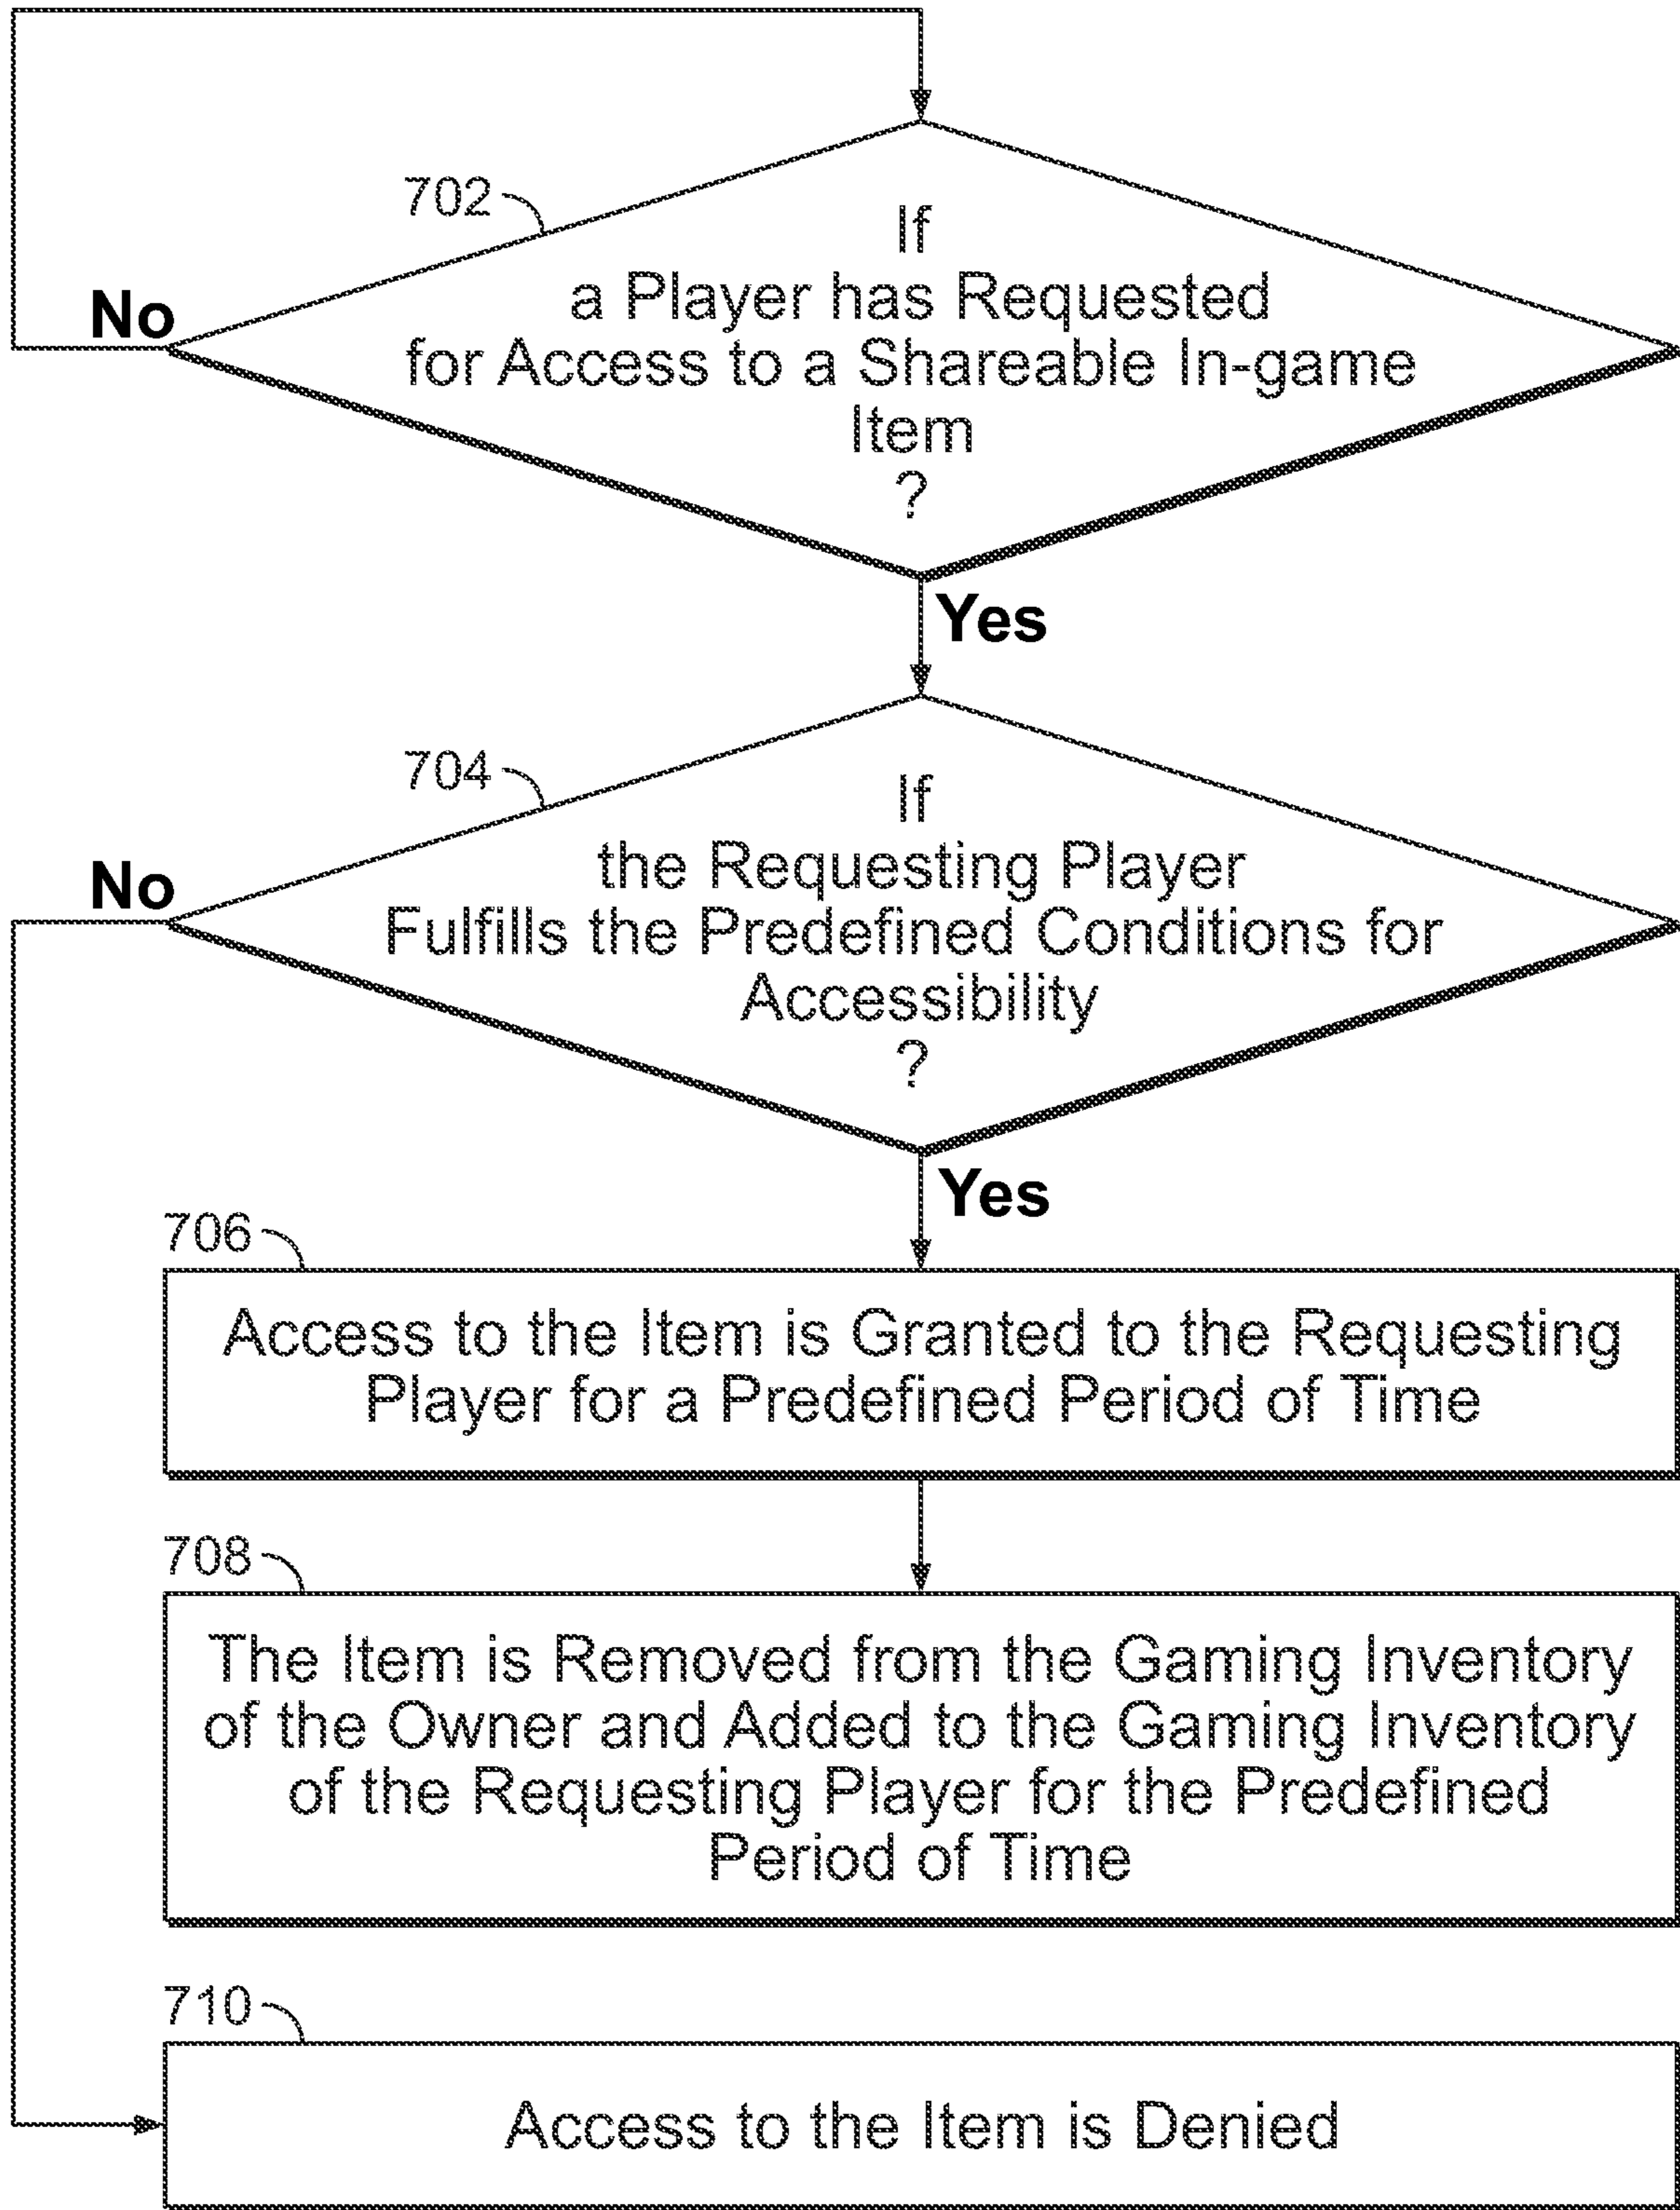 702
If
a Player has Requested
for Access to a Shareable In-game
Item
?
No
Yes
704
If
the Requesting Player
Fulfills the Predefined Conditions for
Accessibility
?
No
Yes
706
Access to the Item is Granted to the Requesting
Player for a Predefined Period of Time
708
The Item is Removed from the Gaming Inventory
of the Owner and Added to the Gaming Inventory
of the Requesting Player for the Predefined
Period of Time
710
Access to the Item is Denied